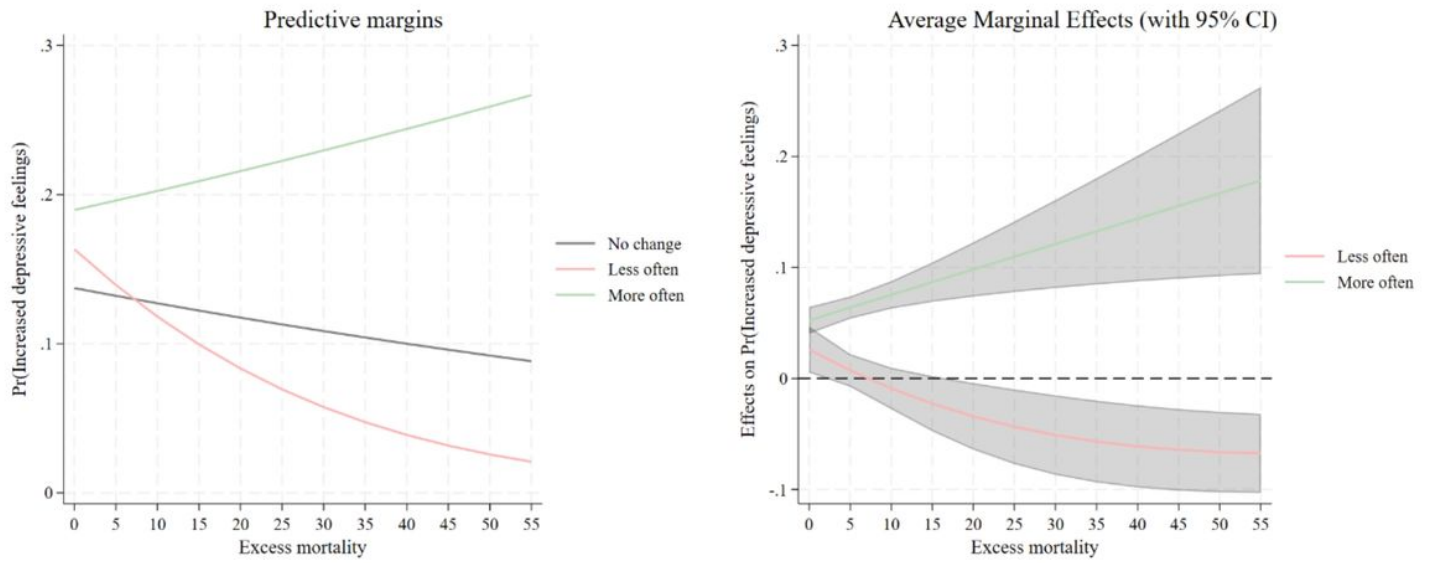 Predictive margins
Pr(Increased depressive feelings)
.3
.2
.1
0
0 5 10 15 20 25 30 35 40 45 50 55
Excess mortality
No change
Less often
More often
Average Marginal Effects (with 95% CI)
Effects on Pr(Increased depressive feelings)
.3
.2
.1
0
-.1
0 5 10 15 20 25 30 35 40 45 50 55
Excess mortality
Less often
More often